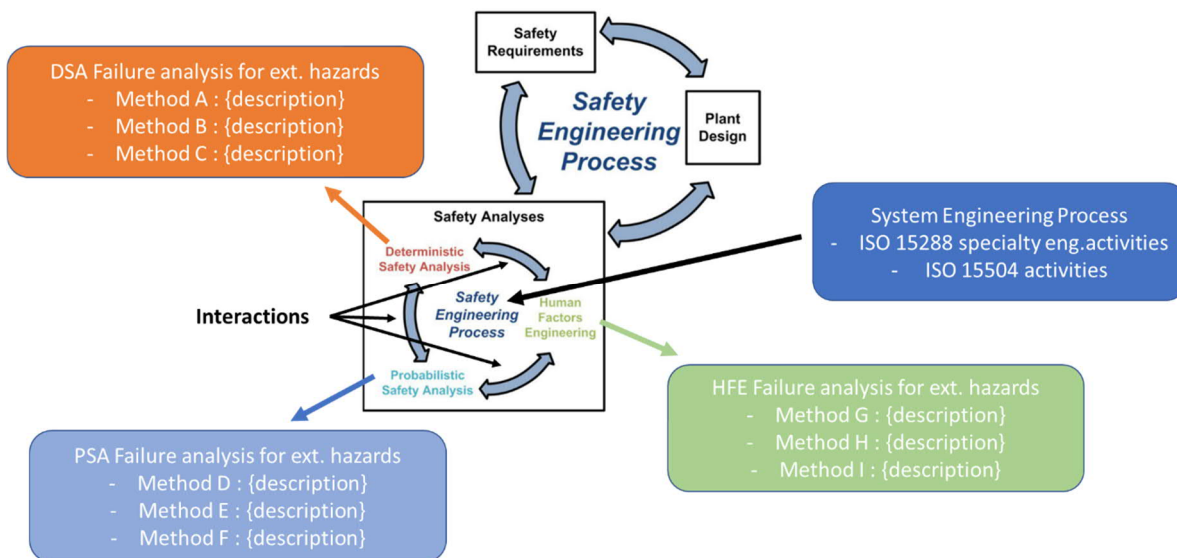 Safety
Requirements
DSA Failure analysis for ext. hazards
- Method A : {description}
- Method B : {description}
- Method C : {description}
Safety
Engineering
Process
Plant
Design
Safety Analyses
Deterministic
Safety Analysis
System Engineering Process
- ISO 15288 specialty eng.activities
- ISO 15504 activities
Interactions
Safety
Engineering
Process
Human
Factors
Engineering
Probabilistic
Safety Analysis
HFE Failure analysis for ext. hazards
- Method G : {description}
- Method H : {description}
- Method I : {description}
PSA Failure analysis for ext. hazards
- Method D : {description}
- Method E : {description}
- Method F : {description}